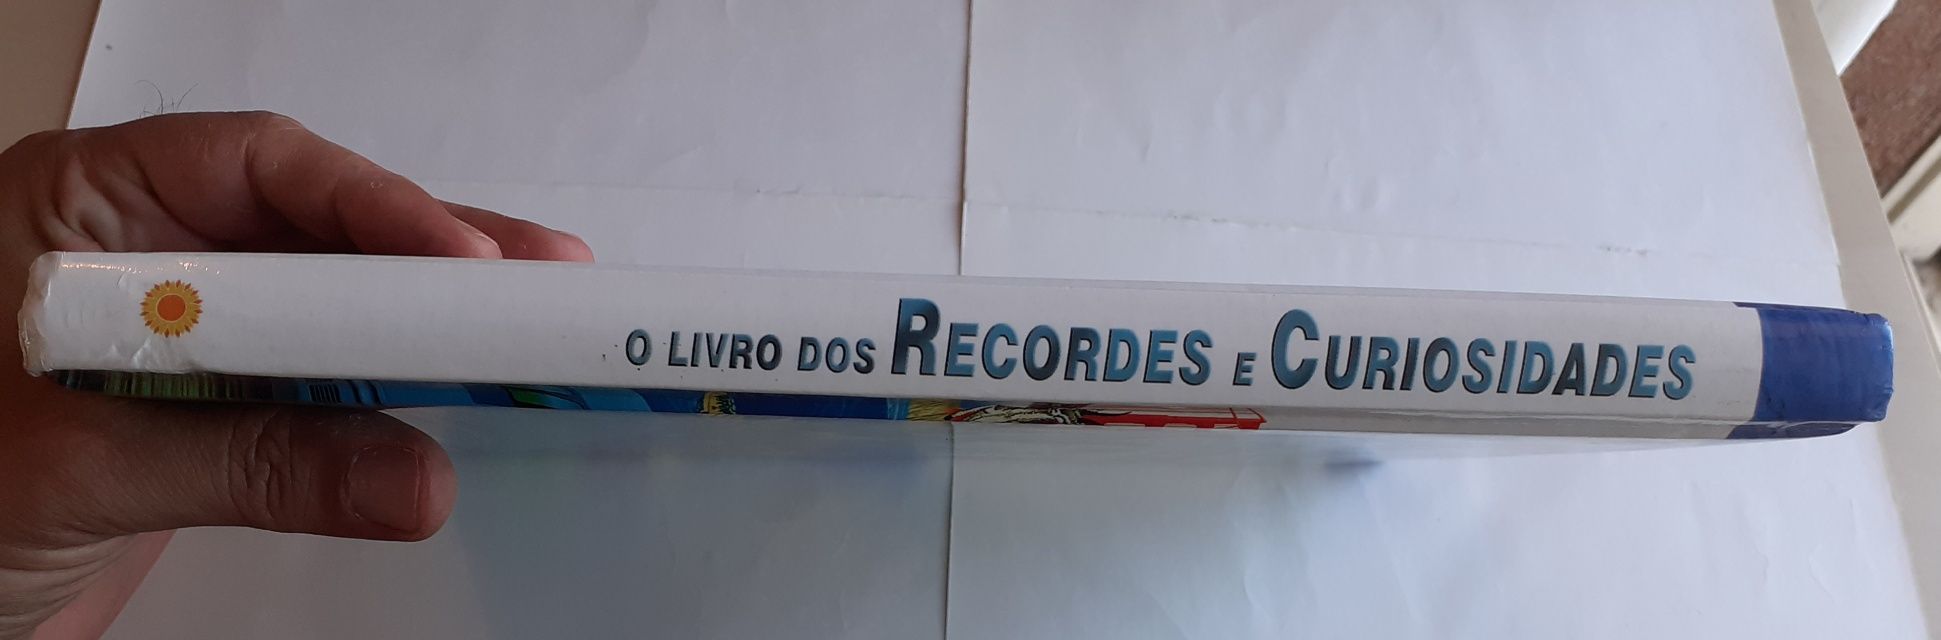 O LIVRO DOS RECORDES E CURIOSIDADES